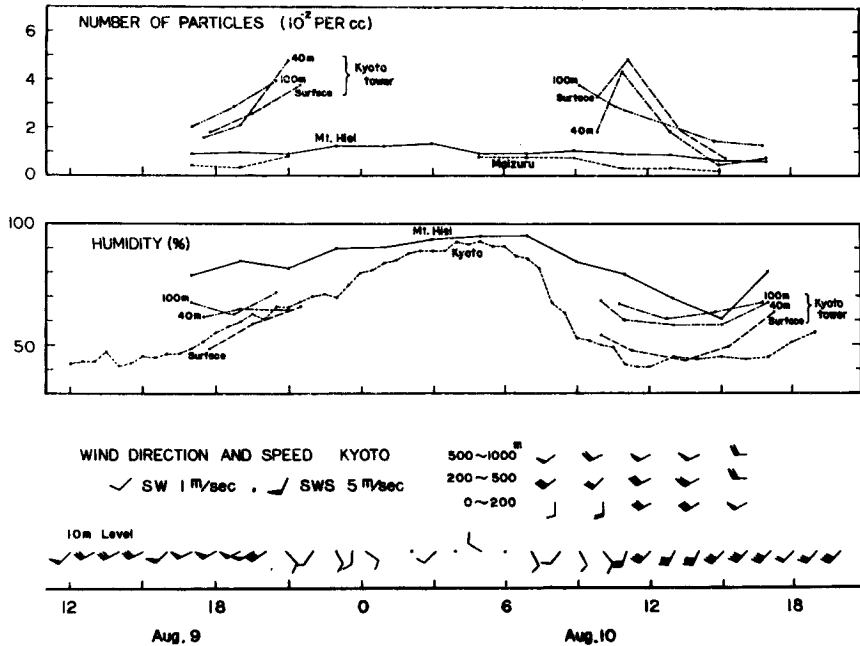 NUMBER OF PARTICLES (10² PER cc)
6
4
2
0
40m
100m
Surface
Kyoto
tower
Mt. Hiei
Maizuru
100m
Surface
40m
100
50
HUMIDITY (%)
Mt. Hiei
Kyoto
100m
40m
Surface
100m
40m
Surface
Kyoto
tower
WIND DIRECTION AND SPEED KYOTO
SW 1 m/sec . SWS 5 m/sec
500~1000 m
200~500
0~200
10m Level
12 18 0 6 12 18
Aug. 9 Aug. 10